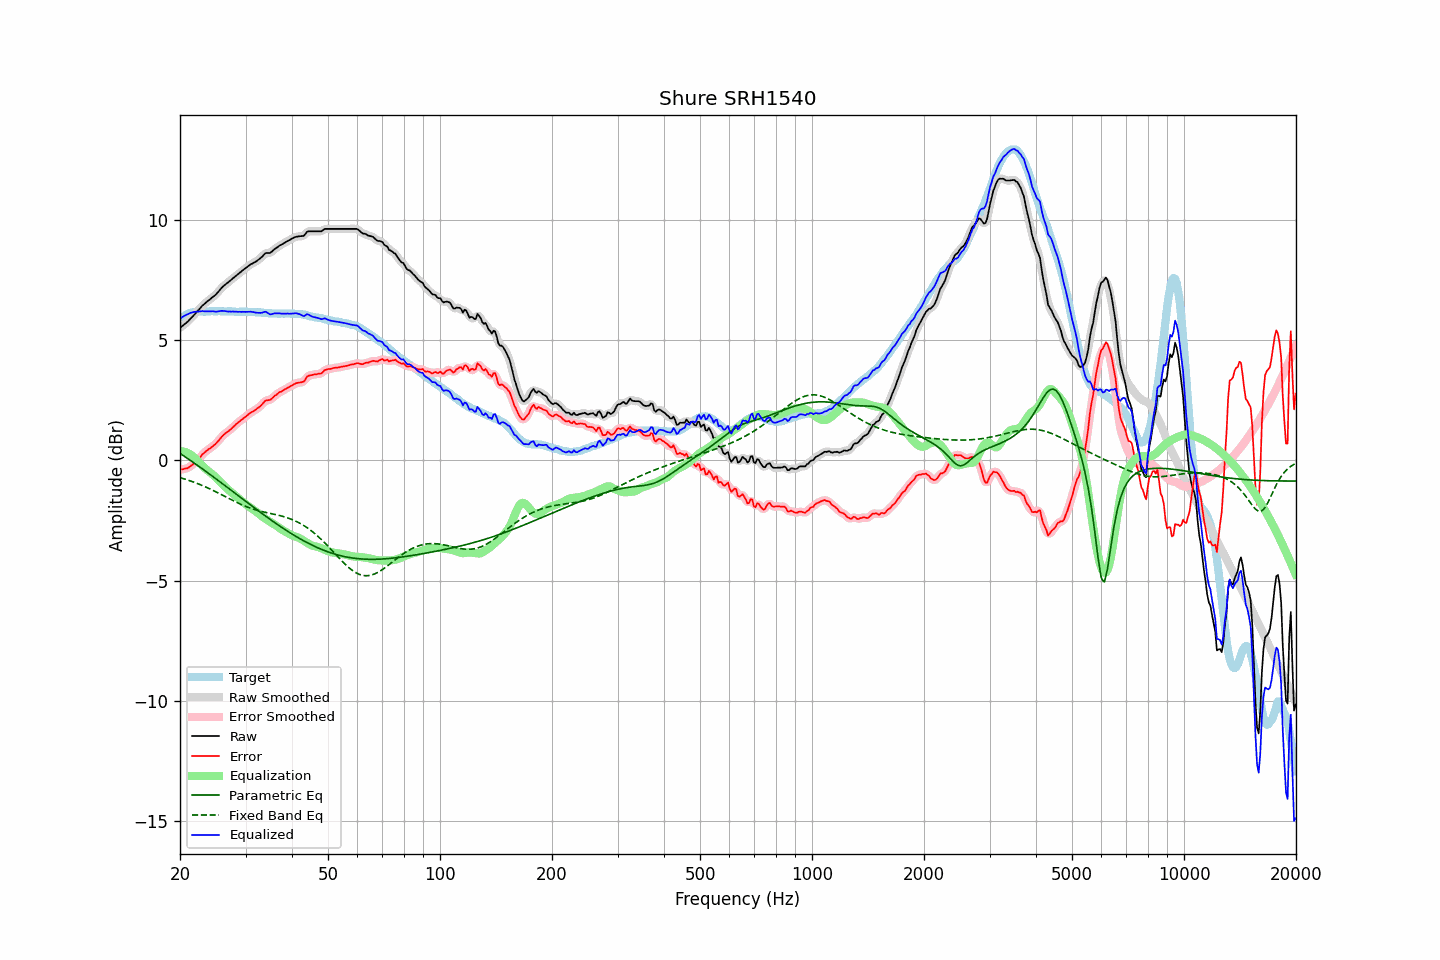 Shure SRH1540
Amplitude (dBr)
10
5
0
−5
−10
−15
Target
Raw Smoothed
Error Smoothed
Raw
Error
Equalization
Parametric Eq
Fixed Band Eq
Equalized
20 50 100 200 500 1000 2000 5000 10000 20000
Frequency (Hz)